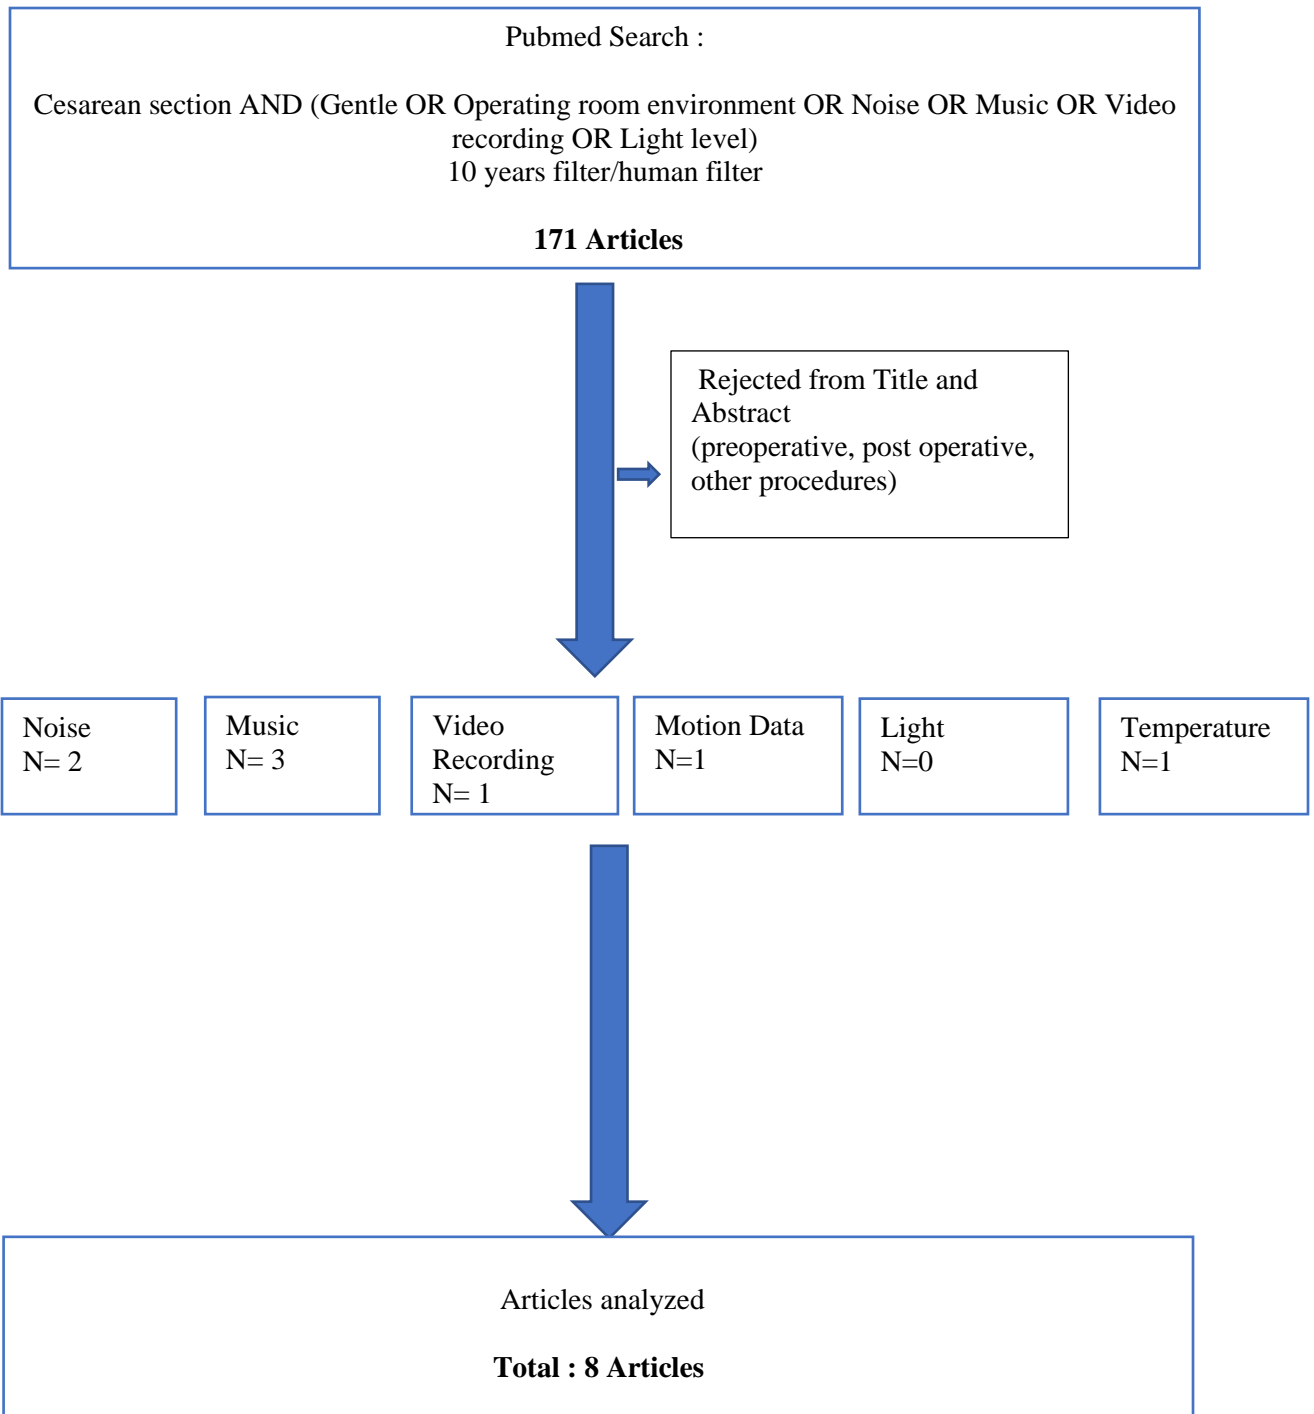 Pubmed Search :
Cesarean section AND (Gentle OR Operating room environment OR Noise OR Music OR Video
recording OR Light level)
10 years filter/human filter
171 Articles
Rejected from Title and
Abstract
(preoperative, post operative,
other procedures)
Noise
N= 2
Music
N= 3
Video
Recording
N= 1
Motion Data
N=1
Light
N=0
Temperature
N=1
Articles analyzed
Total : 8 Articles